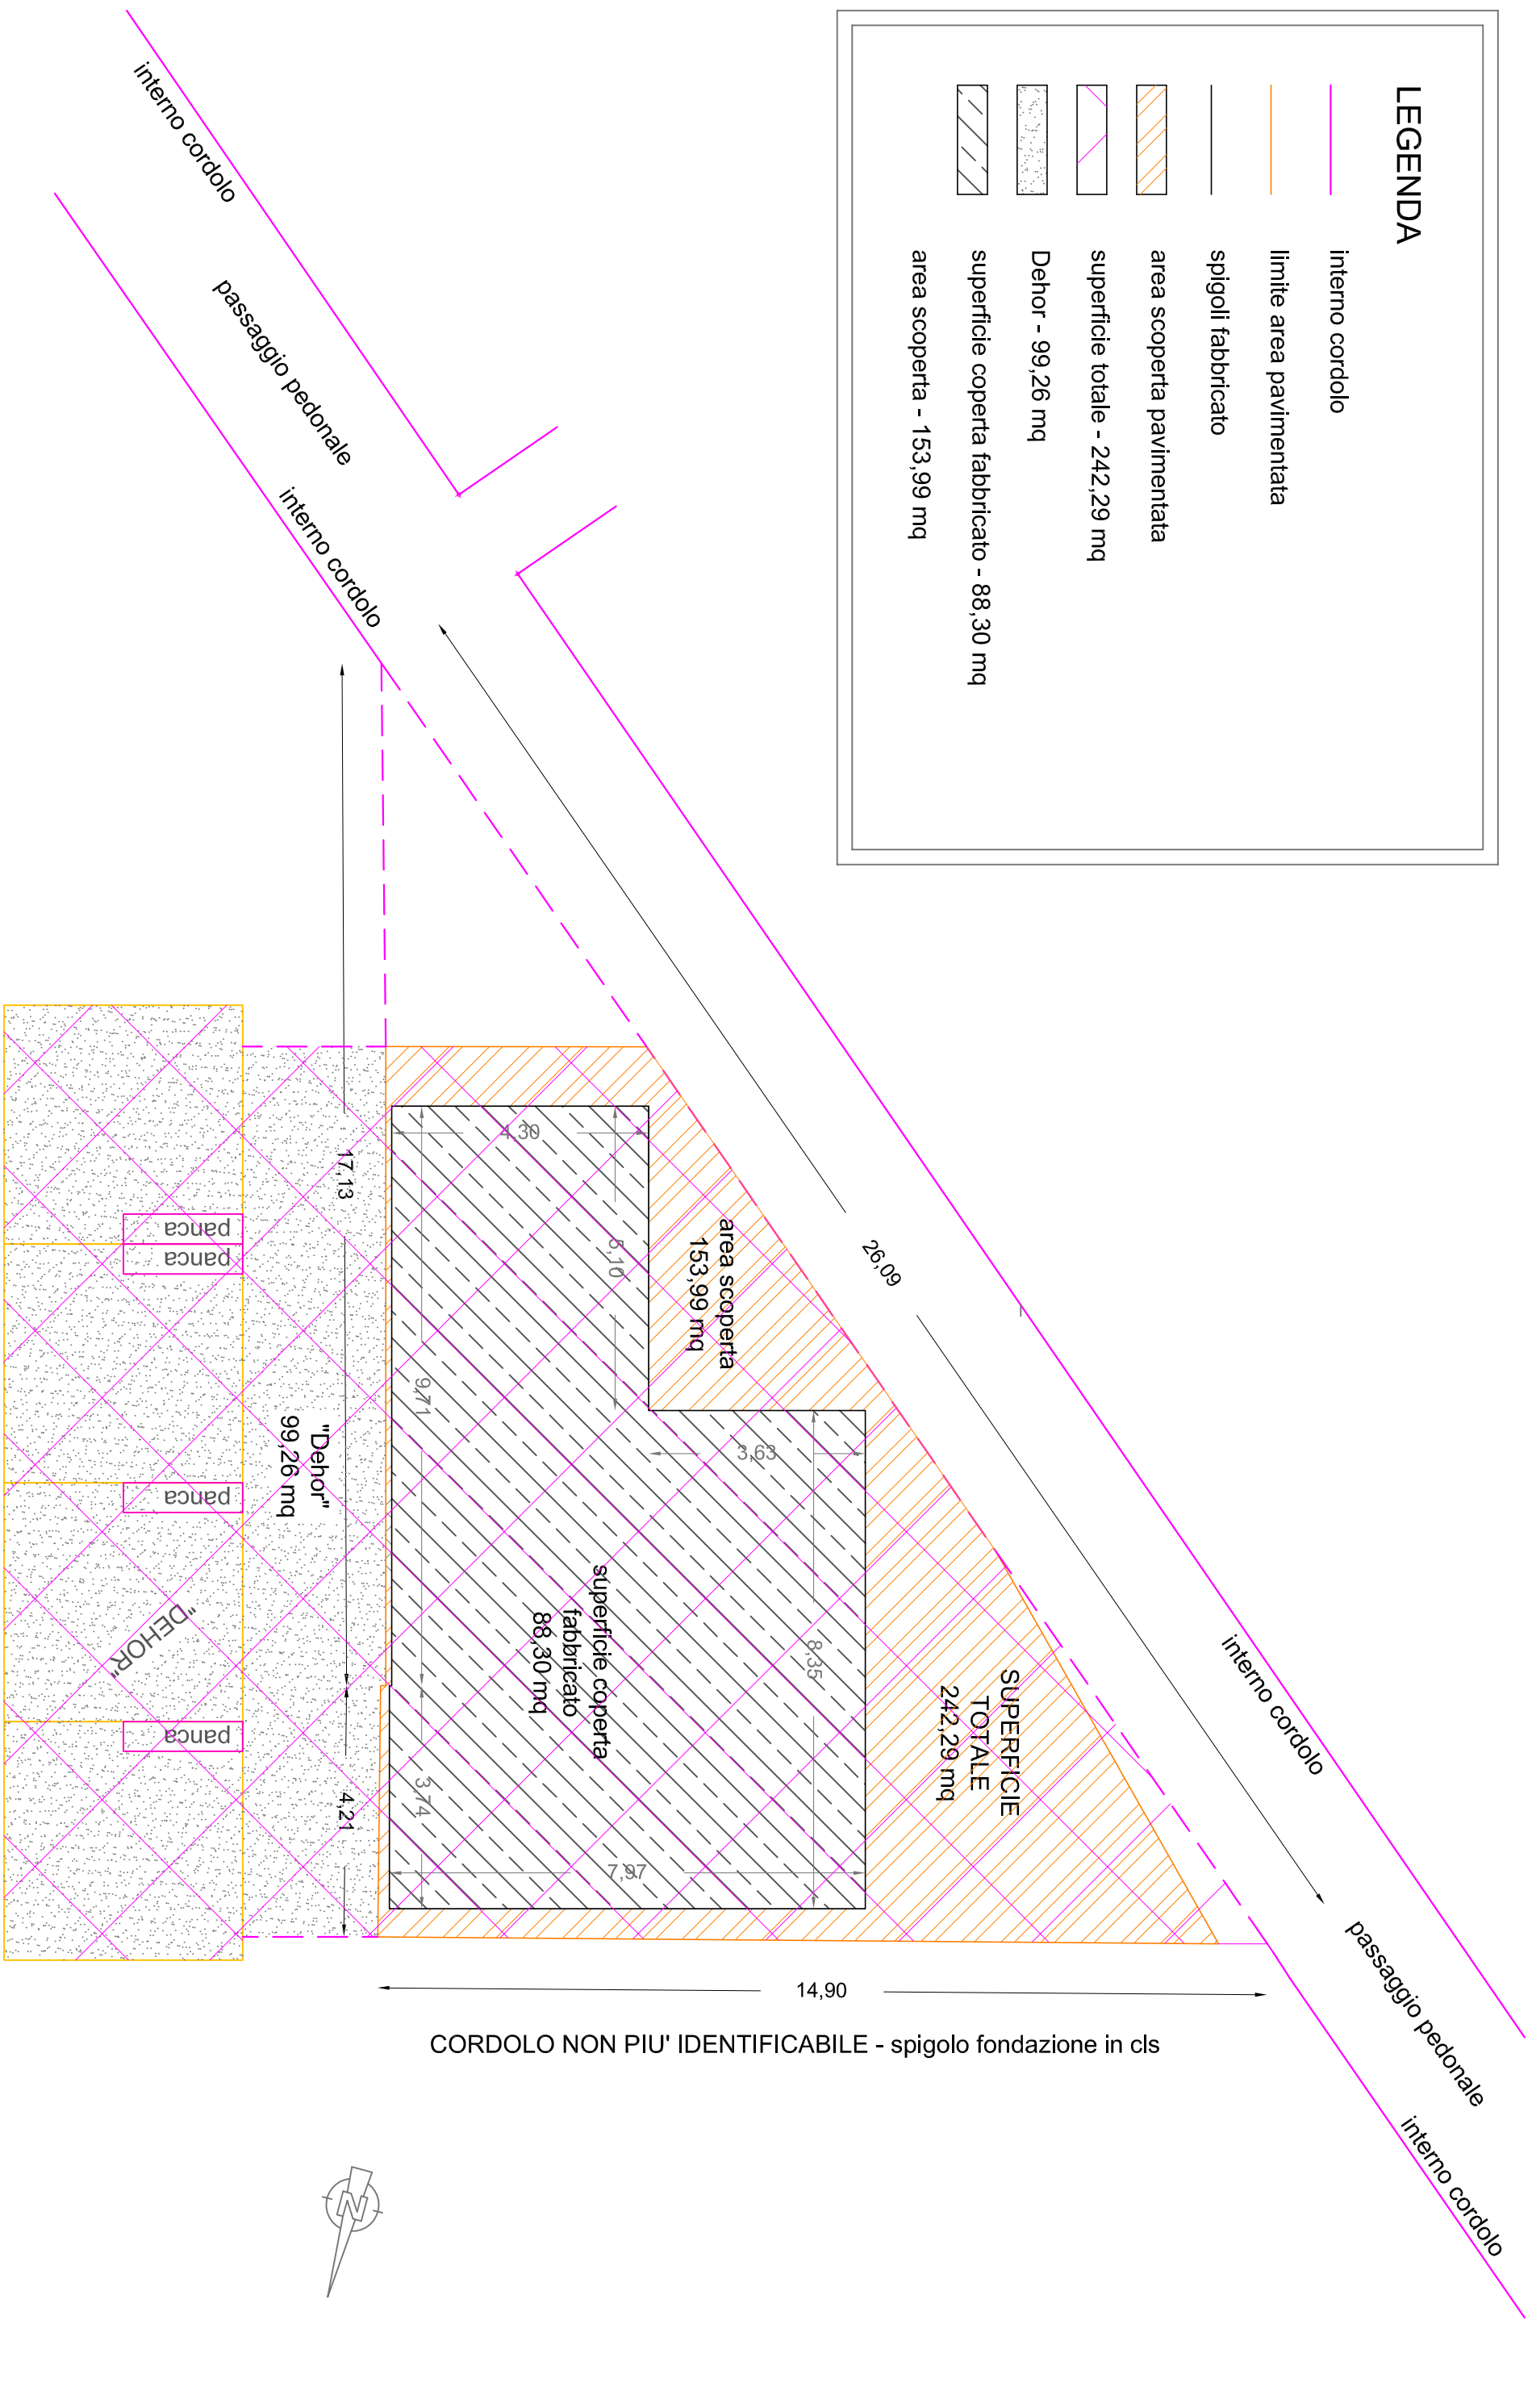 LEGENDA
interno cordolo
limite area pavimentata
spigoli fabbricato
area scoperta pavimentata
superficie totale - 242,29 mq
Dehor - 99,26 mq
superficie coperta fabbricato - 88,30 mq
area scoperta - 153,99 mq
interno cordolo
passaggio pedonale
interno cordolo
17,13
26,09
4,30
5,10
9,71
area scoperta
153,99 mq
3,63
8,35
panca
panca
panca
panca
"Dehor"
99,26 mq
"DEHOR"
superficie coperta
fabbricato
88,30 mq
SUPERFICIE
TOTALE
242,29 mq
3,74
4,21
7,97
14,90
interno cordolo
passaggio pedonale
interno cordolo
CORDOLO NON PIU' IDENTIFICABILE - spigolo fondazione in cls
N